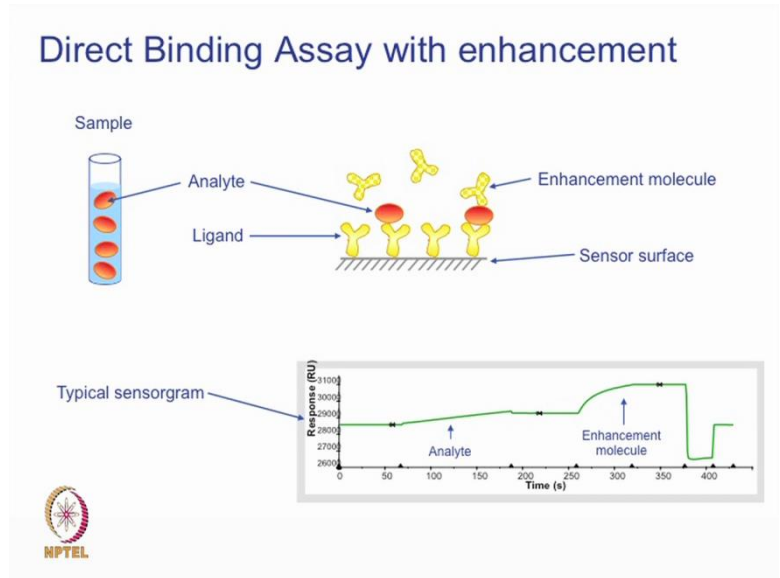 Direct Binding Assay with enhancement
Sample
Analyte
Enhancement molecule
Ligand
Sensor surface
Typical sensorgram
Response (RU)
3100
3000
2900
2800
2700
2600
Analyte
Enhancement
molecule
0 50 100 150 200 250 300 350 400
Time (s)
NPTEL